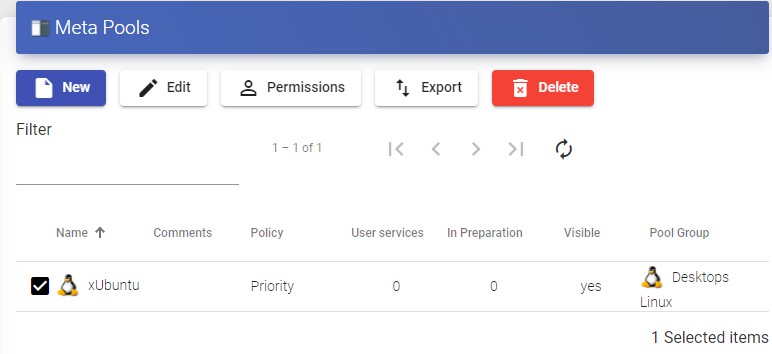 Meta Pools
New Edit Permissions Export Delete
Filter
1 – 1 of 1
Name Comments Policy User services In Preparation Visible Pool Group
xUbuntu Priority 0 0 yes Desktops
Linux
1 Selected items